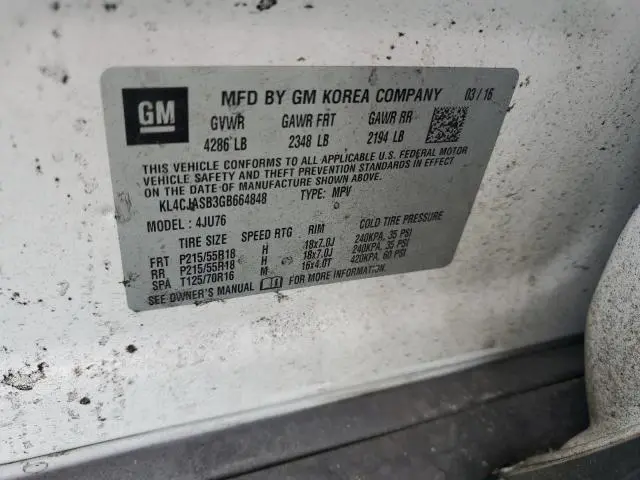 GM
MFD BY GM KOREA COMPANY 03/16
GVWR GAWR FRT GAWR RR
4286 LB 2348 LB 2194 LB
THIS VEHICLE CONFORMS TO ALL APPLICABLE U.S. FEDERAL MOTOR
VEHICLE SAFETY AND THEFT PREVENTION STANDARDS IN EFFECT
ON THE DATE OF MANUFACTURE SHOWN ABOVE.
KL4CJASB3GB664848 TYPE: MPV
MODEL: 4JU76
TIRE SIZE SPEED RTG RIM COLD TIRE PRESSURE
FRT P215/55R18 H 18x7.0J 240KPA, 35 PSI
RR P215/55R18 H 18x7.0J 240KPA, 35 PSI
SPA T125/70R16 M 16x4.0T 420KPA, 60 PSI
SEE OWNER'S MANUAL FOR MORE INFORMATION.